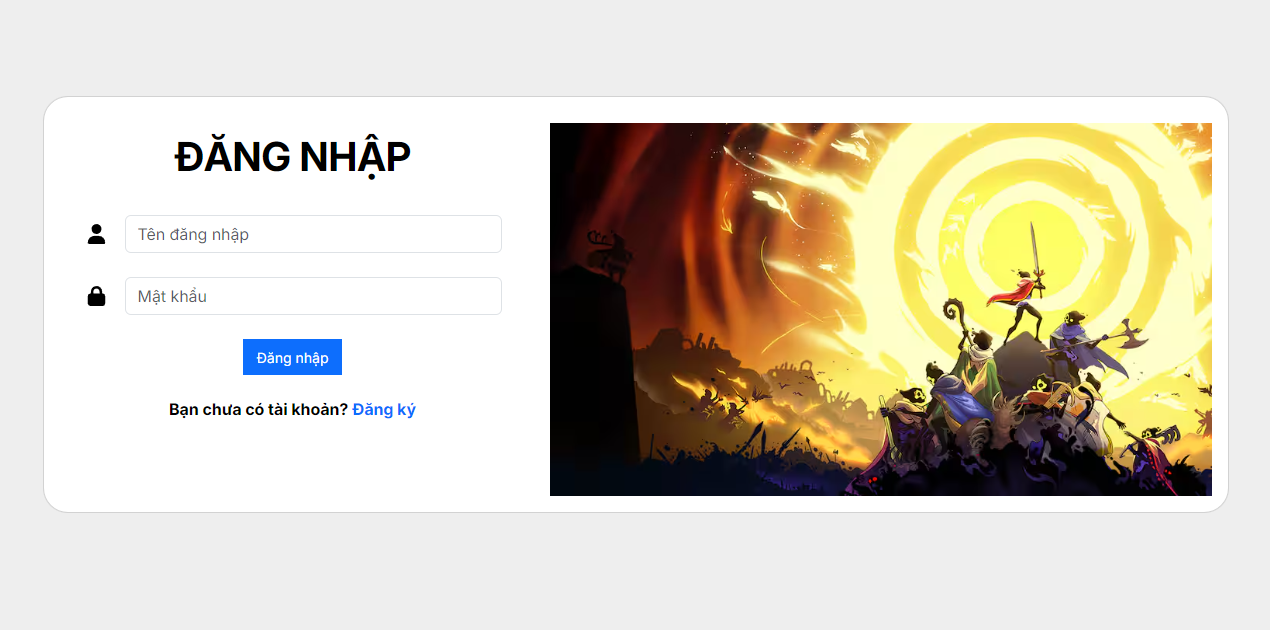 ĐĂNG NHẬP
Tên đăng nhập
Mật khẩu
Đăng nhập
Bạn chưa có tài khoản? Đăng ký